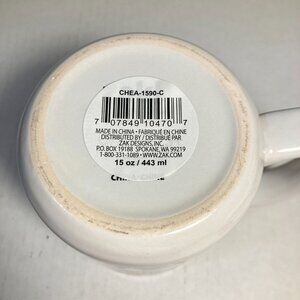 CHEA-1590-C
7 07849 10470 7
MADE IN CHINA • FABRIQUÉ EN CHINE
DISTRIBUTED BY / DISTRIBUÉ PAR
ZAK DESIGNS, INC.
P.O. BOX 19188 SPOKANE, WA 99219
1-800-331-1089 • WWW.ZAK.COM
15 oz / 443 ml